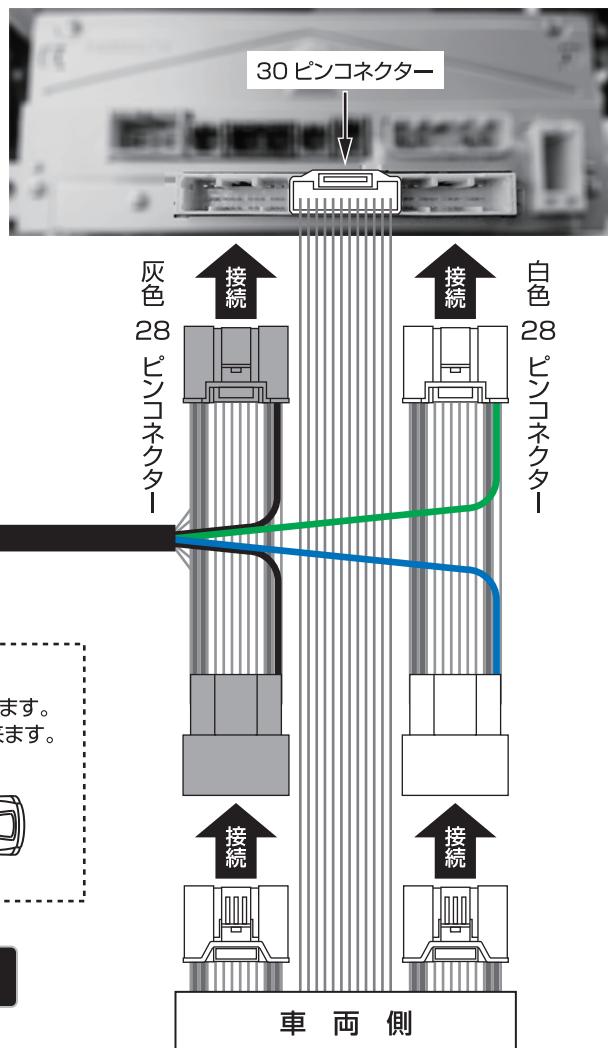 30 ピンコネクター
接続
接続
灰色 28 ピンコネクター
白色 28 ピンコネクター
ます。
来ます。
接続
接続
車両側